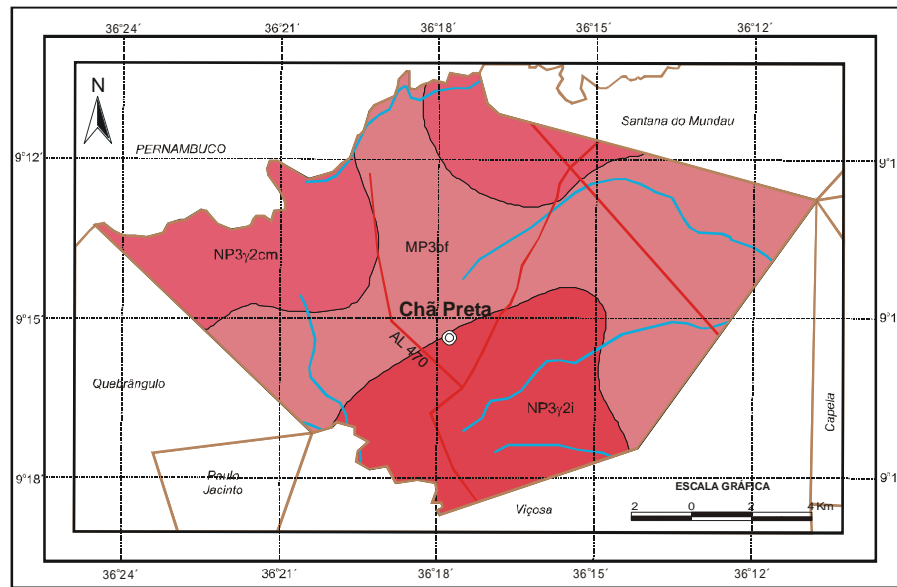 36°24´ 36°21´ 36°18´ 36°15´ 36°12´
N
Santana do Mundau
PERNAMBUCO
9°12´ 9°1
NP3γ2cm MP3bf
Chã Preta
9°15´ 9°1
AL 470
Quebrângulo
NP3γ2i
Capela
Paulo
Jacinto
9°18´ 9°1
ESCALA GRÁFICA
Viçosa
2 0 2 4 Km
36°24´ 36°21´ 36°18´ 36°15´ 36°12´